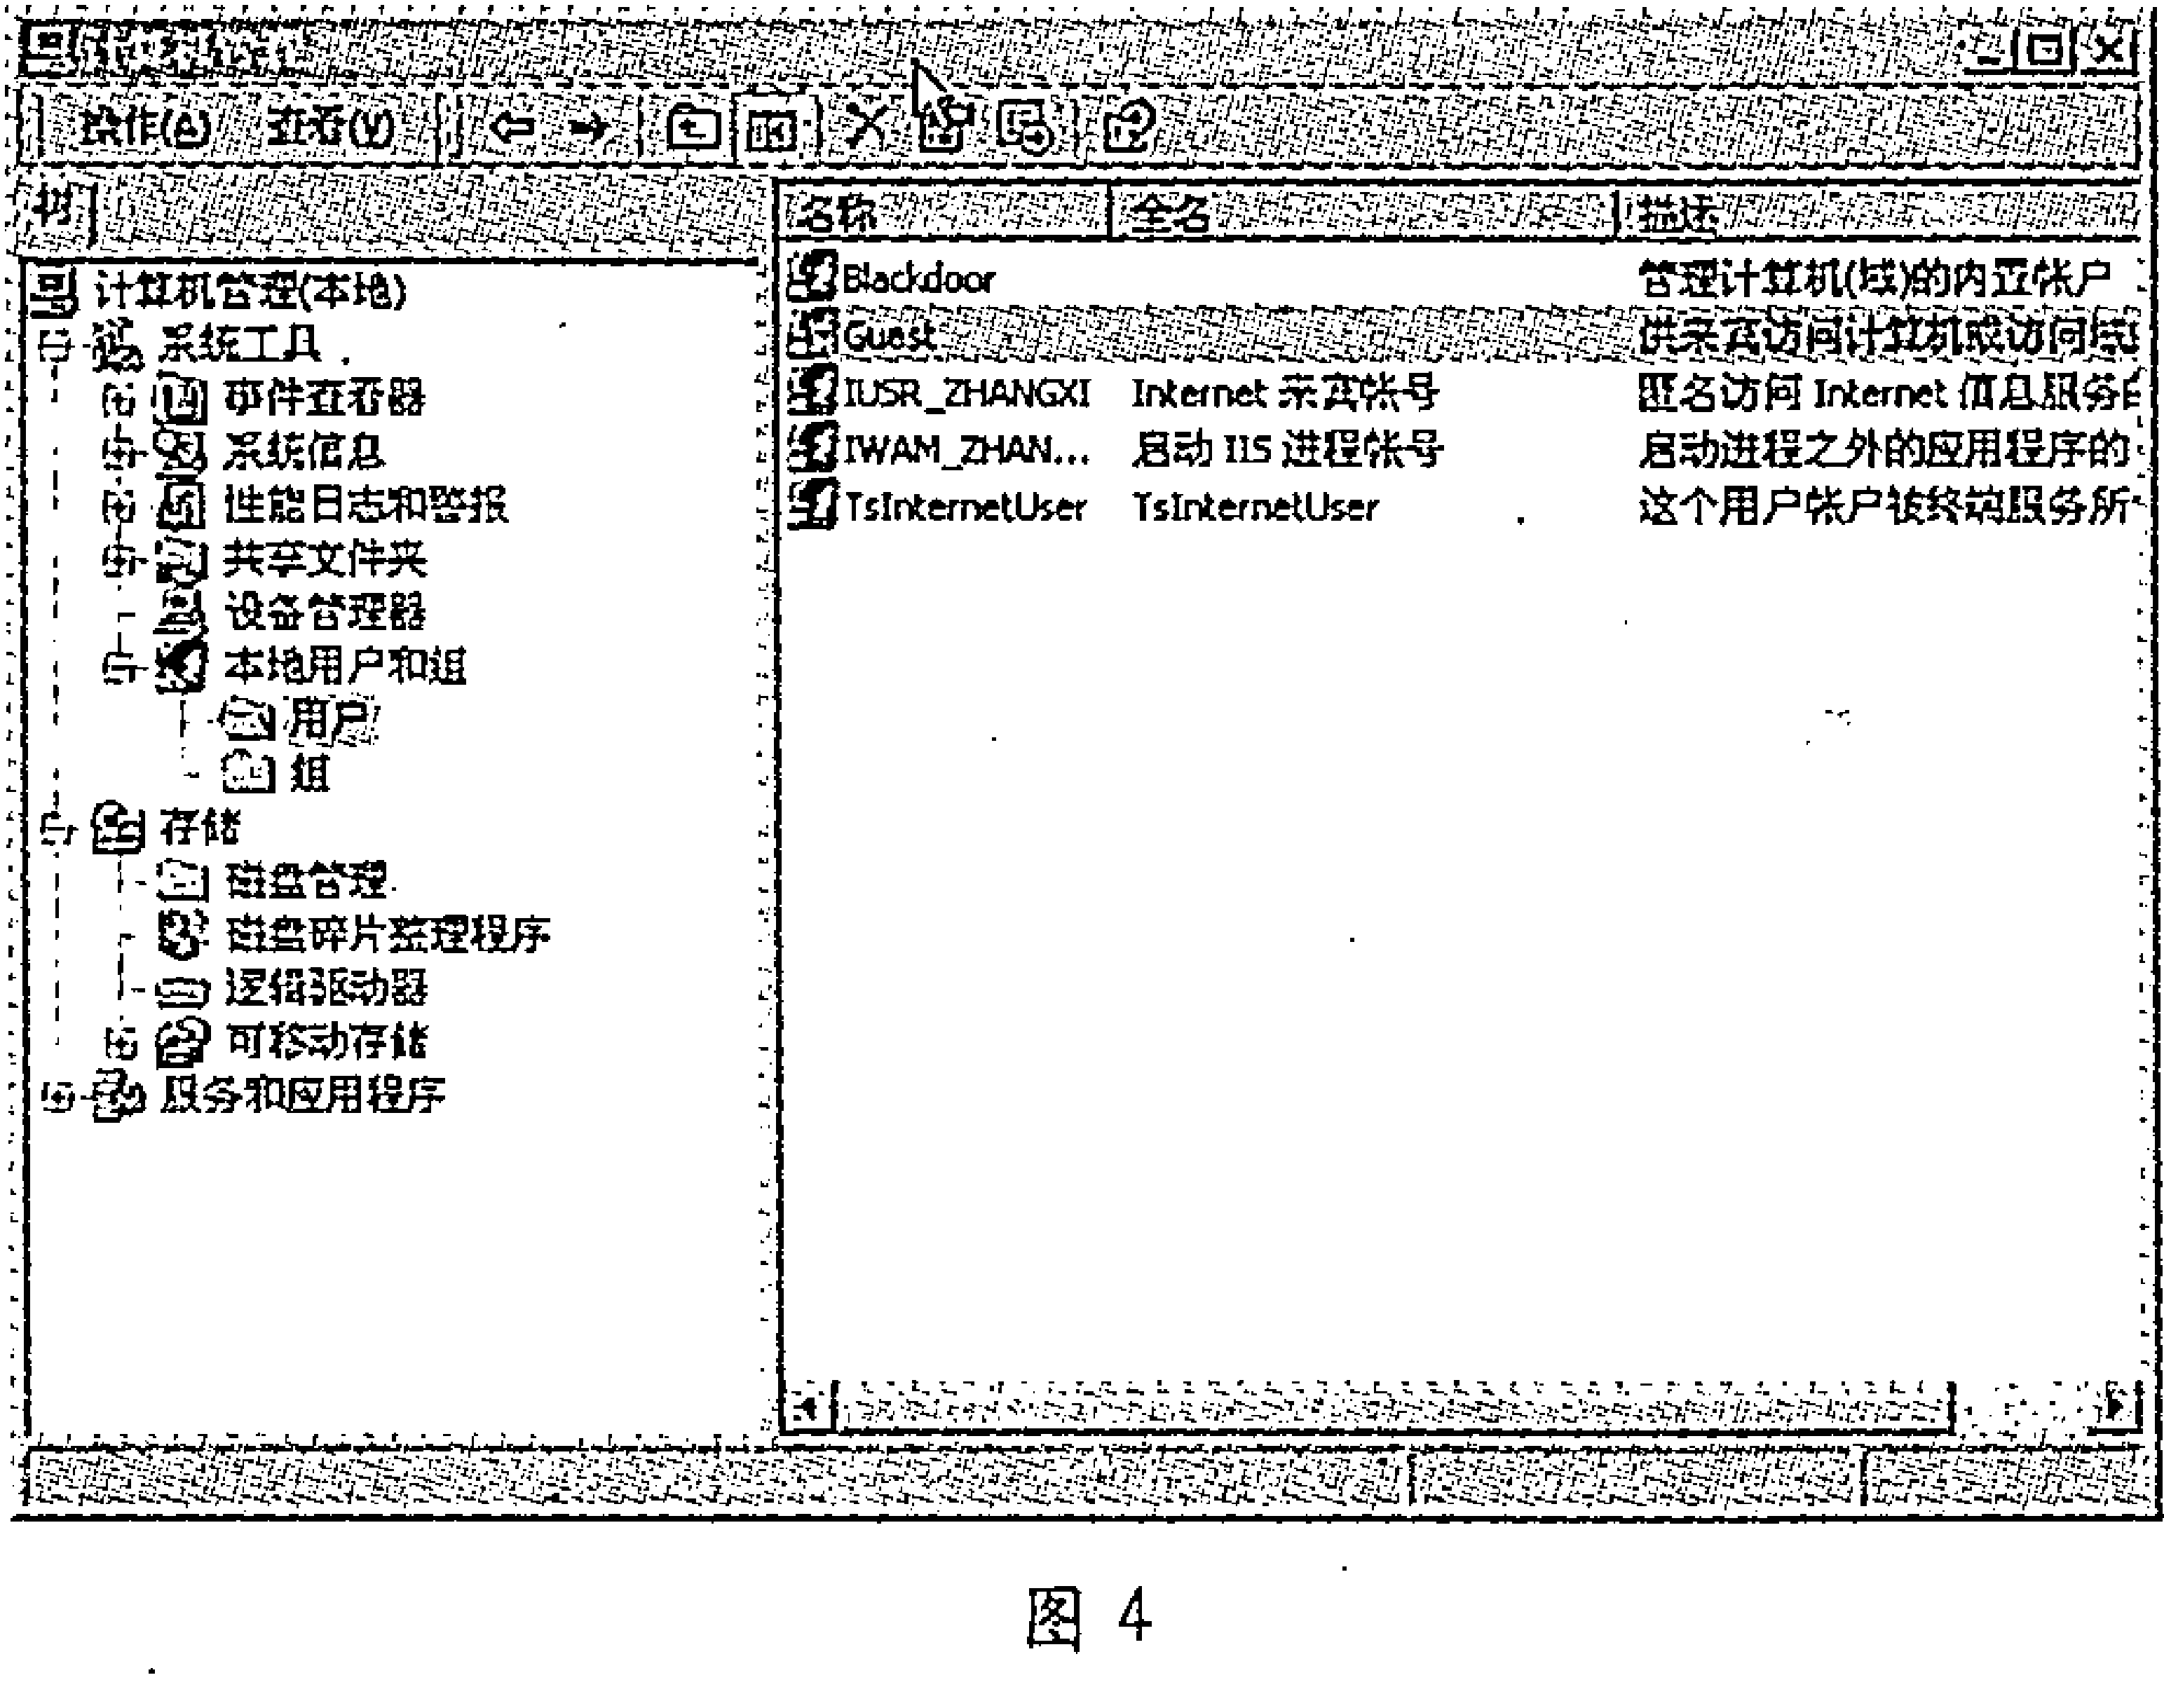 操作(A) 查看(V)
树
名称 全名 描述
计算机管理(本地)
系统工具
事件查看器
系统信息
性能日志和警报
共享文件夹
设备管理器
本地用户和组
用户
组
存储
磁盘管理
磁盘碎片整理程序
逻辑驱动器
可移动存储
服务和应用程序
Blackdoor 管理计算机(域)的内置帐户
Guest 供来宾访问计算机或访问域
IUSR_ZHANGXI Internet 来宾帐号 匿名访问 Internet 信息服务的
IWAM_ZHAN... 启动 IIS 进程帐号 启动进程之外的应用程序的
TsInternetUser TsInternetUser 这个用户帐户被终端服务所
图 4